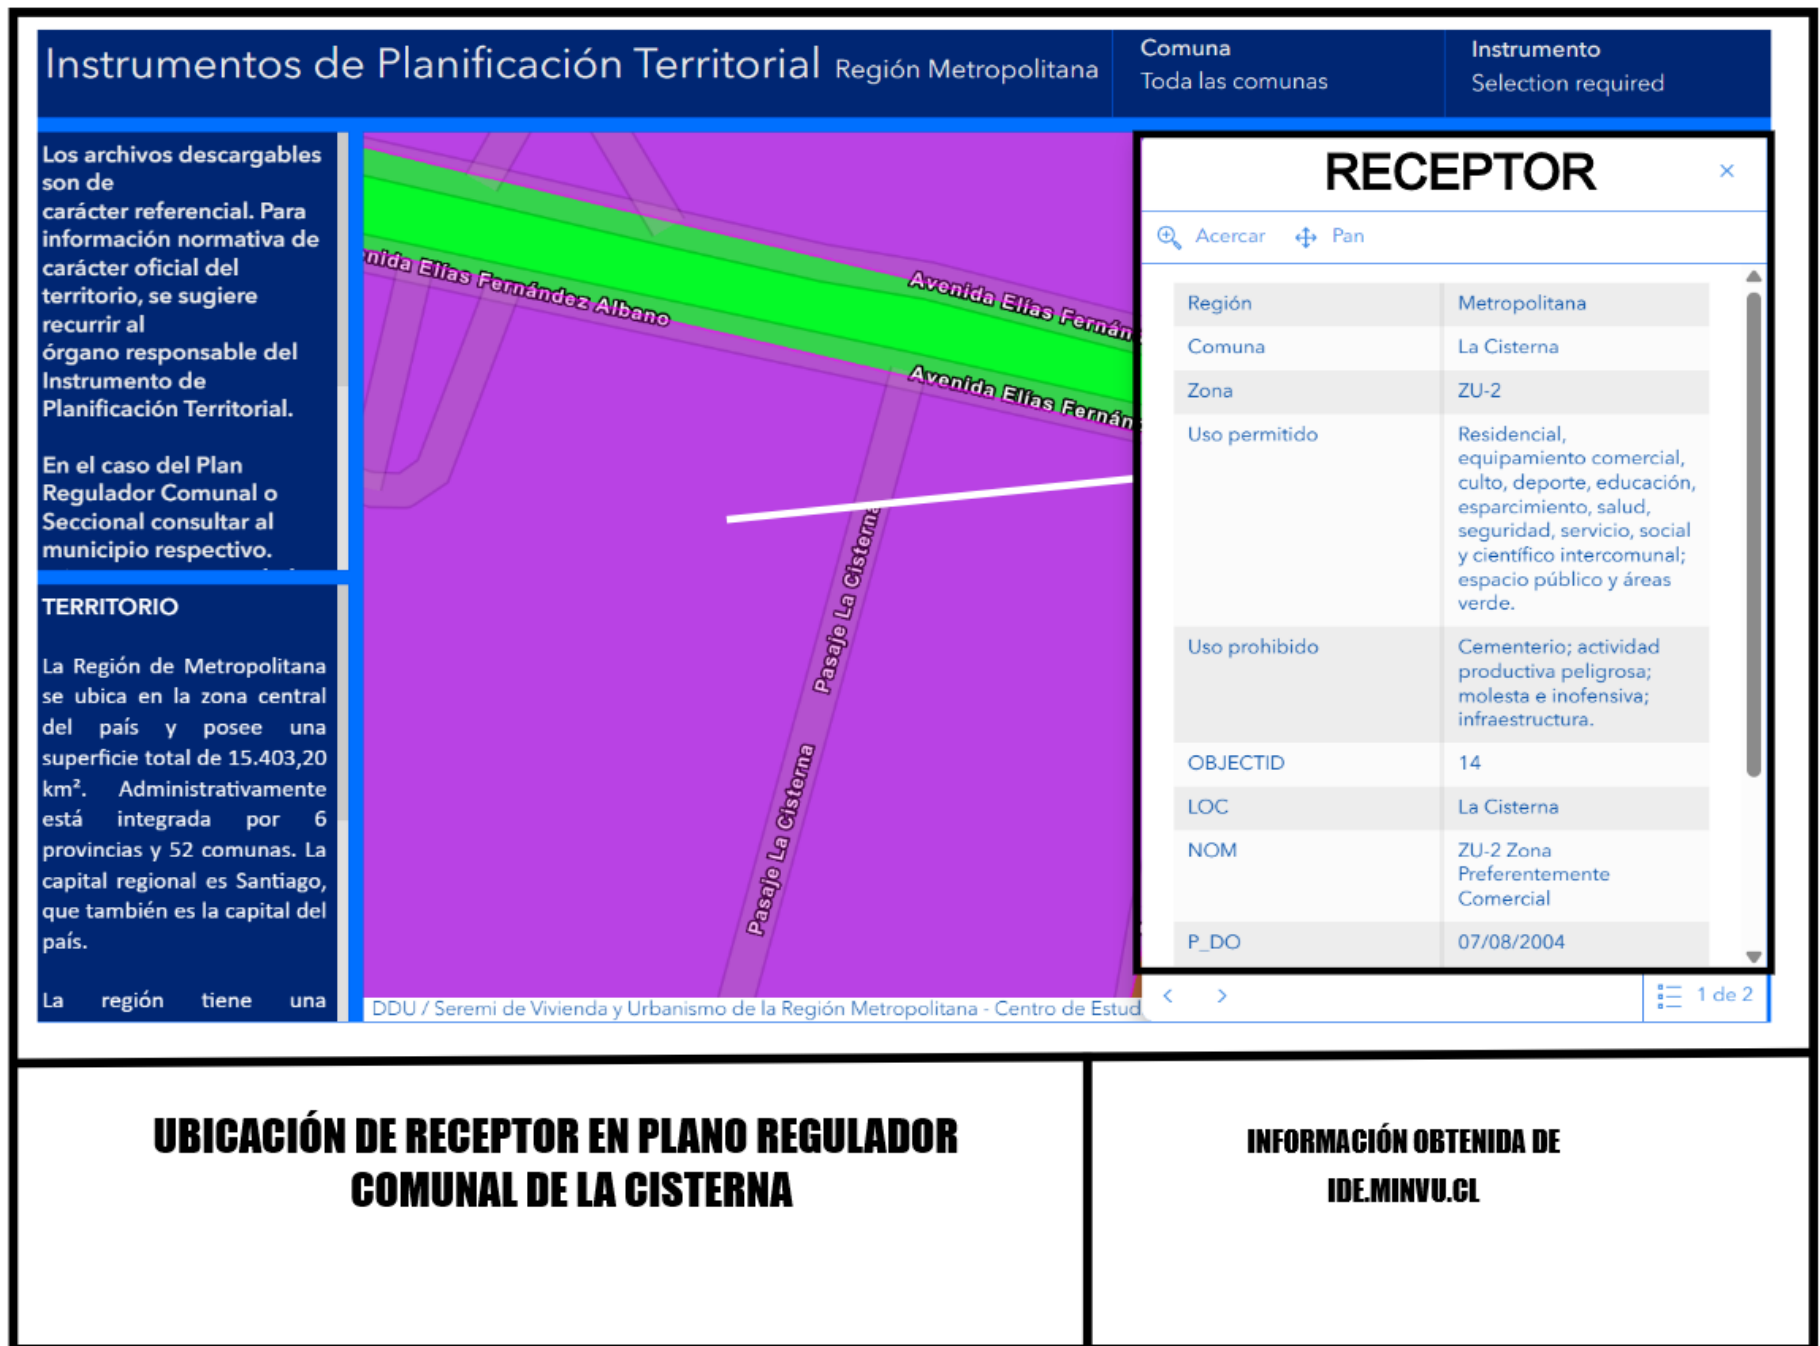 Instrumentos de Planificación Territorial Región Metropolitana
Comuna
Toda las comunas
Instrumento
Selection required
Los archivos descargables
son de
carácter referencial. Para
información normativa de
carácter oficial del
territorio, se sugiere
recurrir al
órgano responsable del
Instrumento de
Planificación Territorial.
En el caso del Plan
Regulador Comunal o
Seccional consultar al
municipio respectivo.
TERRITORIO
La Región de Metropolitana
se ubica en la zona central
del país y posee una
superficie total de 15.403,20
km². Administrativamente
está integrada por 6
provincias y 52 comunas. La
capital regional es Santiago,
que también es la capital del
país.
La región tiene una
enida Elías Fernández Albano
Avenida Elías Fernán
Avenida Elías Fernán
Pasaje La Cisterna
Pasaje La Cisterna
DDU / Seremi de Vivienda y Urbanismo de la Región Metropolitana - Centro de Estud
RECEPTOR
Acercar Pan
Región Metropolitana
Comuna La Cisterna
Zona ZU-2
Uso permitido Residencial,
equipamiento comercial,
culto, deporte, educación,
esparcimiento, salud,
seguridad, servicio, social
y científico intercomunal;
espacio público y áreas
verde.
Uso prohibido Cementerio; actividad
productiva peligrosa;
molesta e inofensiva;
infraestructura.
OBJECTID 14
LOC La Cisterna
NOM ZU-2 Zona
Preferentemente
Comercial
P_DO 07/08/2004
1 de 2
UBICACIÓN DE RECEPTOR EN PLANO REGULADOR
COMUNAL DE LA CISTERNA
INFORMACIÓN OBTENIDA DE
IDE.MINVU.CL